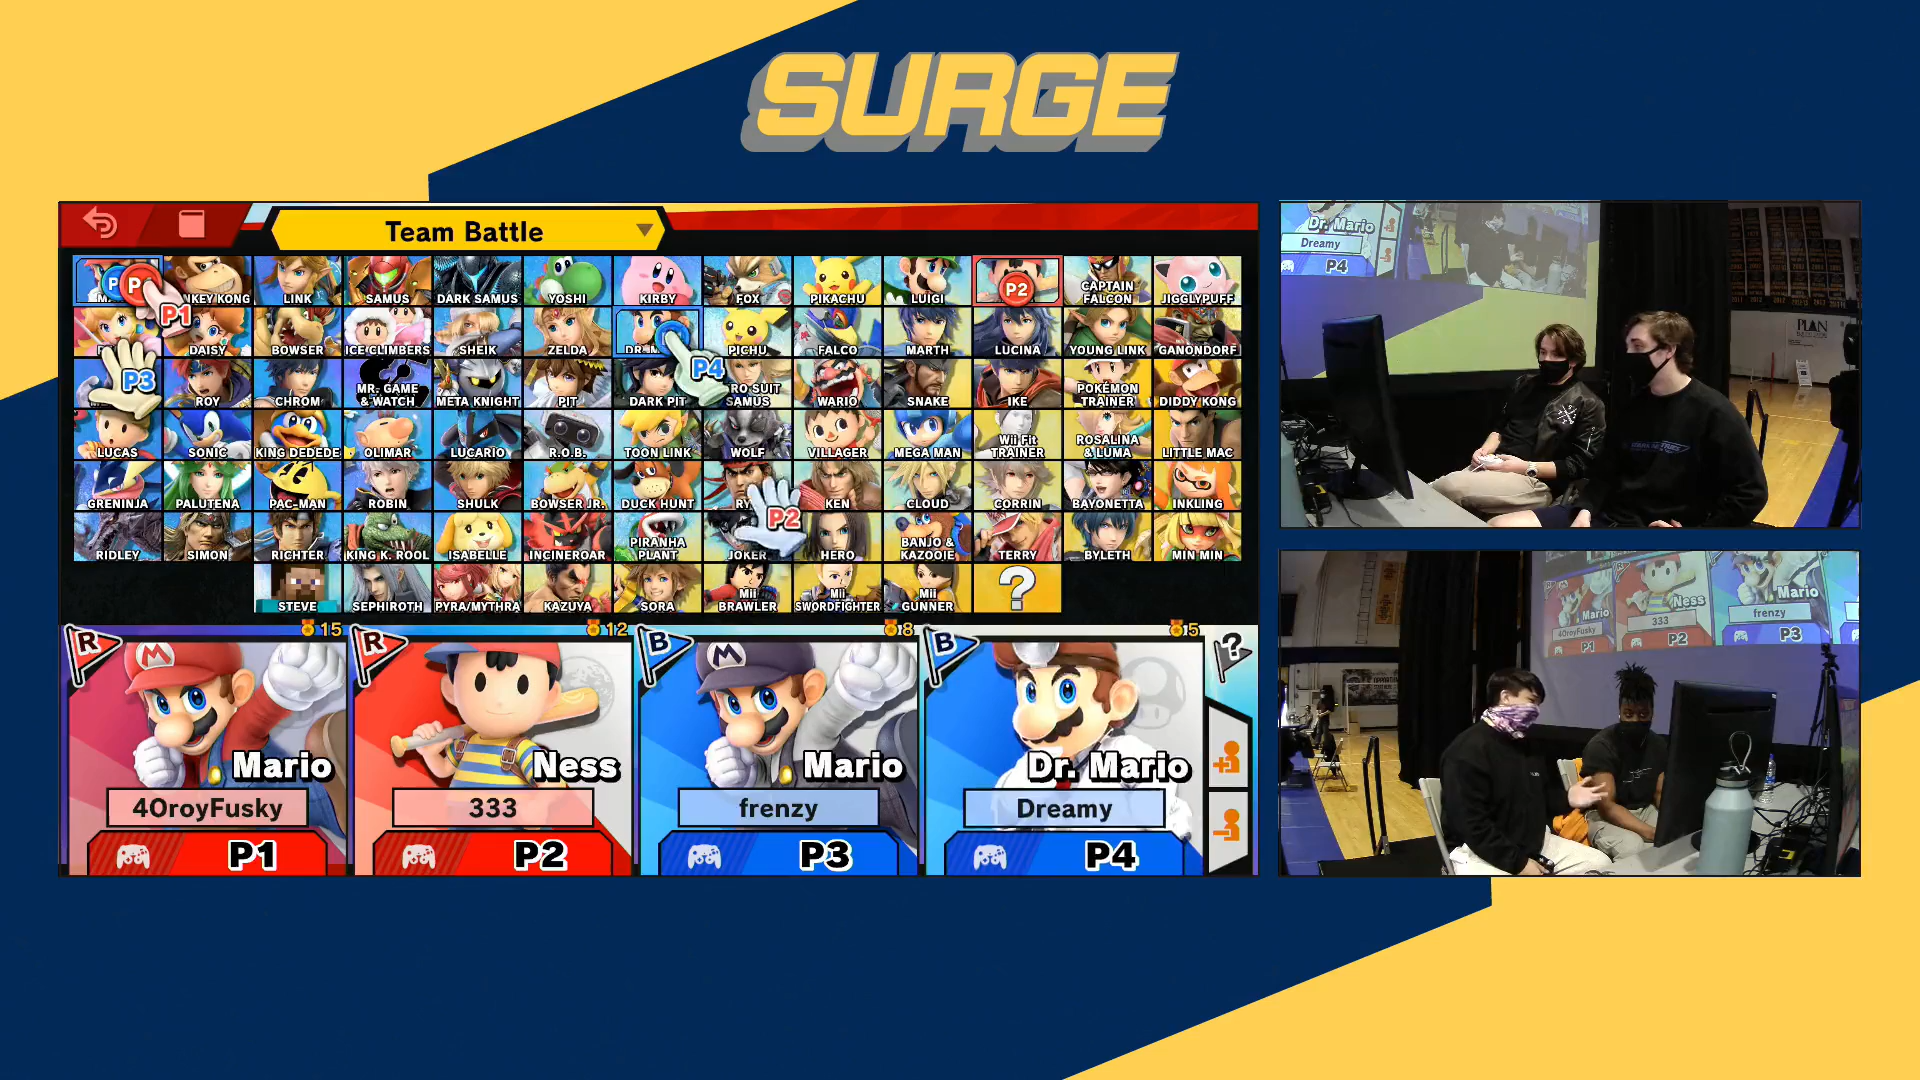 SURGE
Team Battle
P1
P2
P3
P4
NKEY KONG
LINK
SAMUS
DARK SAMUS
YOSHI
KIRBY
FOX
PIKACHU
LUIGI
CAPTAIN
FALCON
JIGGLYPUFF
DAISY
BOWSER
ICE CLIMBERS
SHEIK
ZELDA
DR. M
PICHU
FALCO
MARTH
LUCINA
YOUNG LINK
GANONDORF
ROY
CHROM
MR. GAME
& WATCH
META KNIGHT
PIT
DARK PIT
RO SUIT
SAMUS
WARIO
SNAKE
IKE
POKÉMON
TRAINER
DIDDY KONG
LUCAS
SONIC
KING DEDEDE
OLIMAR
LUCARIO
R.O.B.
TOON LINK
WOLF
VILLAGER
MEGA MAN
Wii Fit
TRAINER
ROSALINA
& LUMA
LITTLE MAC
GRENINJA
PALUTENA
PAC-MAN
ROBIN
SHULK
BOWSER JR.
DUCK HUNT
RY
KEN
CLOUD
CORRIN
BAYONETTA
INKLING
RIDLEY
SIMON
RICHTER
KING K. ROOL
ISABELLE
INCINEROAR
PIRANHA
PLANT
JOKER
HERO
BANJO &
KAZOOIE
TERRY
BYLETH
MIN MIN
STEVE
SEPHIROTH
PYRA/MYTHRA
KAZUYA
SORA
Mii
BRAWLER
Mii
SWORDFIGHTER
Mii
GUNNER
?
R 15
R 12
B 8
B 5
?
Mario
4OroyFusky
P1
Ness
333
P2
Mario
frenzy
P3
Dr. Mario
Dreamy
P4
Dr. Mario
Dreamy
P4
PLAN
Mario
4OroyFusky
P1
Ness
333
P2
Mario
frenzy
P3